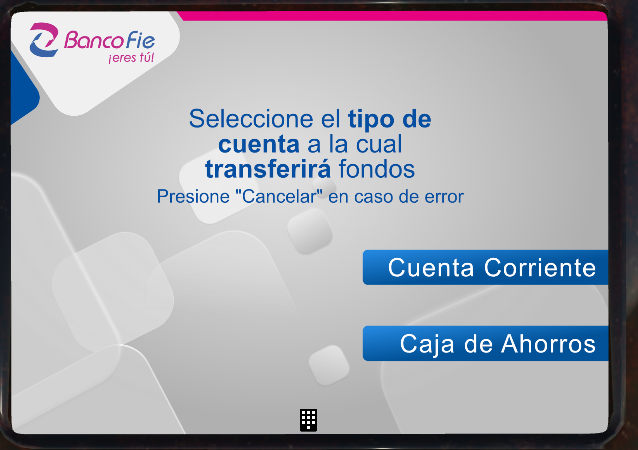 Banco Fie
¡eres tú!
Seleccione el tipo de
cuenta a la cual
transferirá fondos
Presione "Cancelar" en caso de error
Cuenta Corriente
Caja de Ahorros